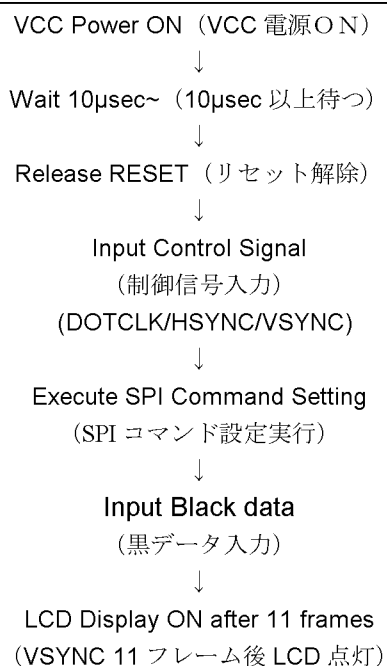 VCC Power ON（VCC 電源ＯＮ）
↓
Wait 10μsec~（10μsec 以上待つ）
↓
Release RESET（リセット解除）
↓
Input Control Signal
（制御信号入力）
(DOTCLK/HSYNC/VSYNC)
↓
Execute SPI Command Setting
（SPI コマンド設定実行）
↓
Input Black data
（黒データ入力）
↓
LCD Display ON after 11 frames
（VSYNC 11 フレーム後 LCD 点灯）